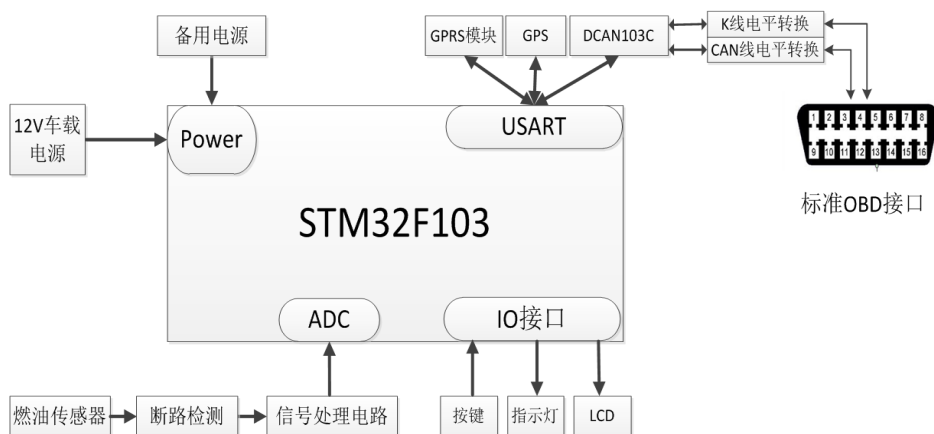 备用电源
GPRS模块
GPS
DCAN103C
K线电平转换
CAN线电平转换
12V车载
电源
Power
USART
1 2 3 4 5 6 7 8
9 10 11 12 13 14 15 16
标准OBD接口
STM32F103
ADC
IO接口
燃油传感器
断路检测
信号处理电路
按键
指示灯
LCD